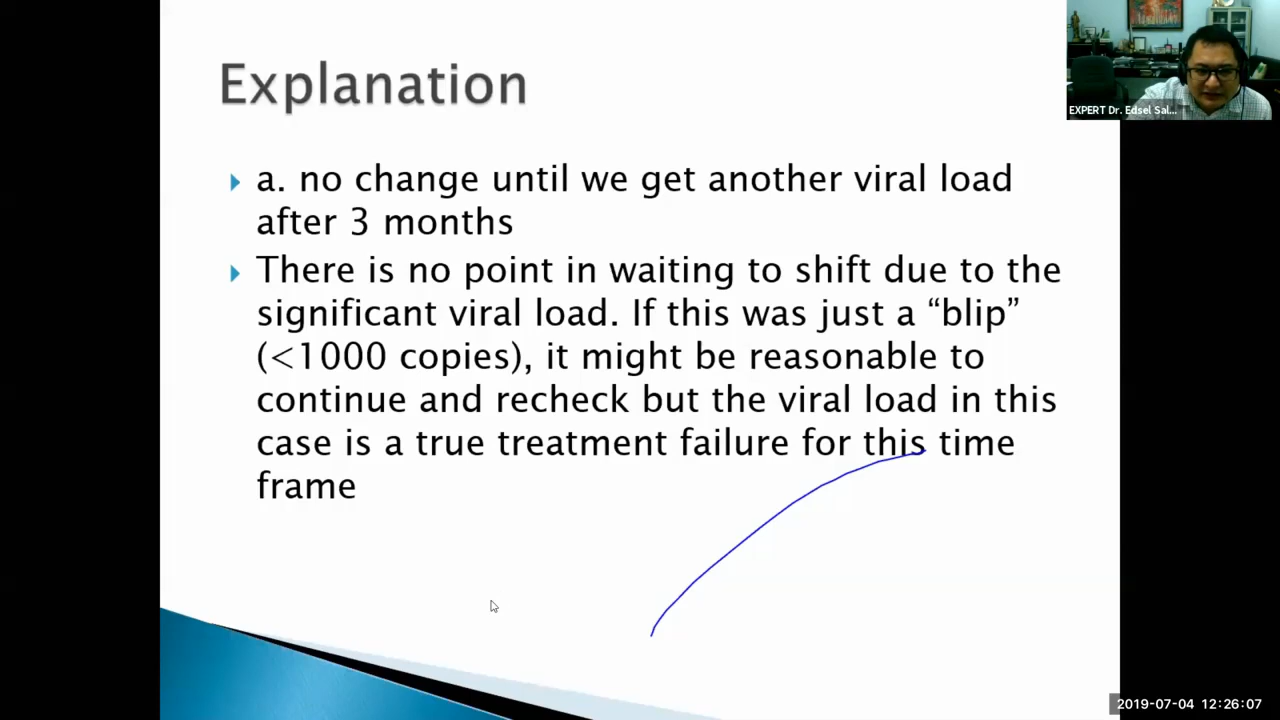 EXPERT Dr. Edsel Sal...
Explanation
a. no change until we get another viral load
after 3 months
There is no point in waiting to shift due to the
significant viral load. If this was just a “blip”
(<1000 copies), it might be reasonable to
continue and recheck but the viral load in this
case is a true treatment failure for this time
frame
2019-07-04 12:26:07